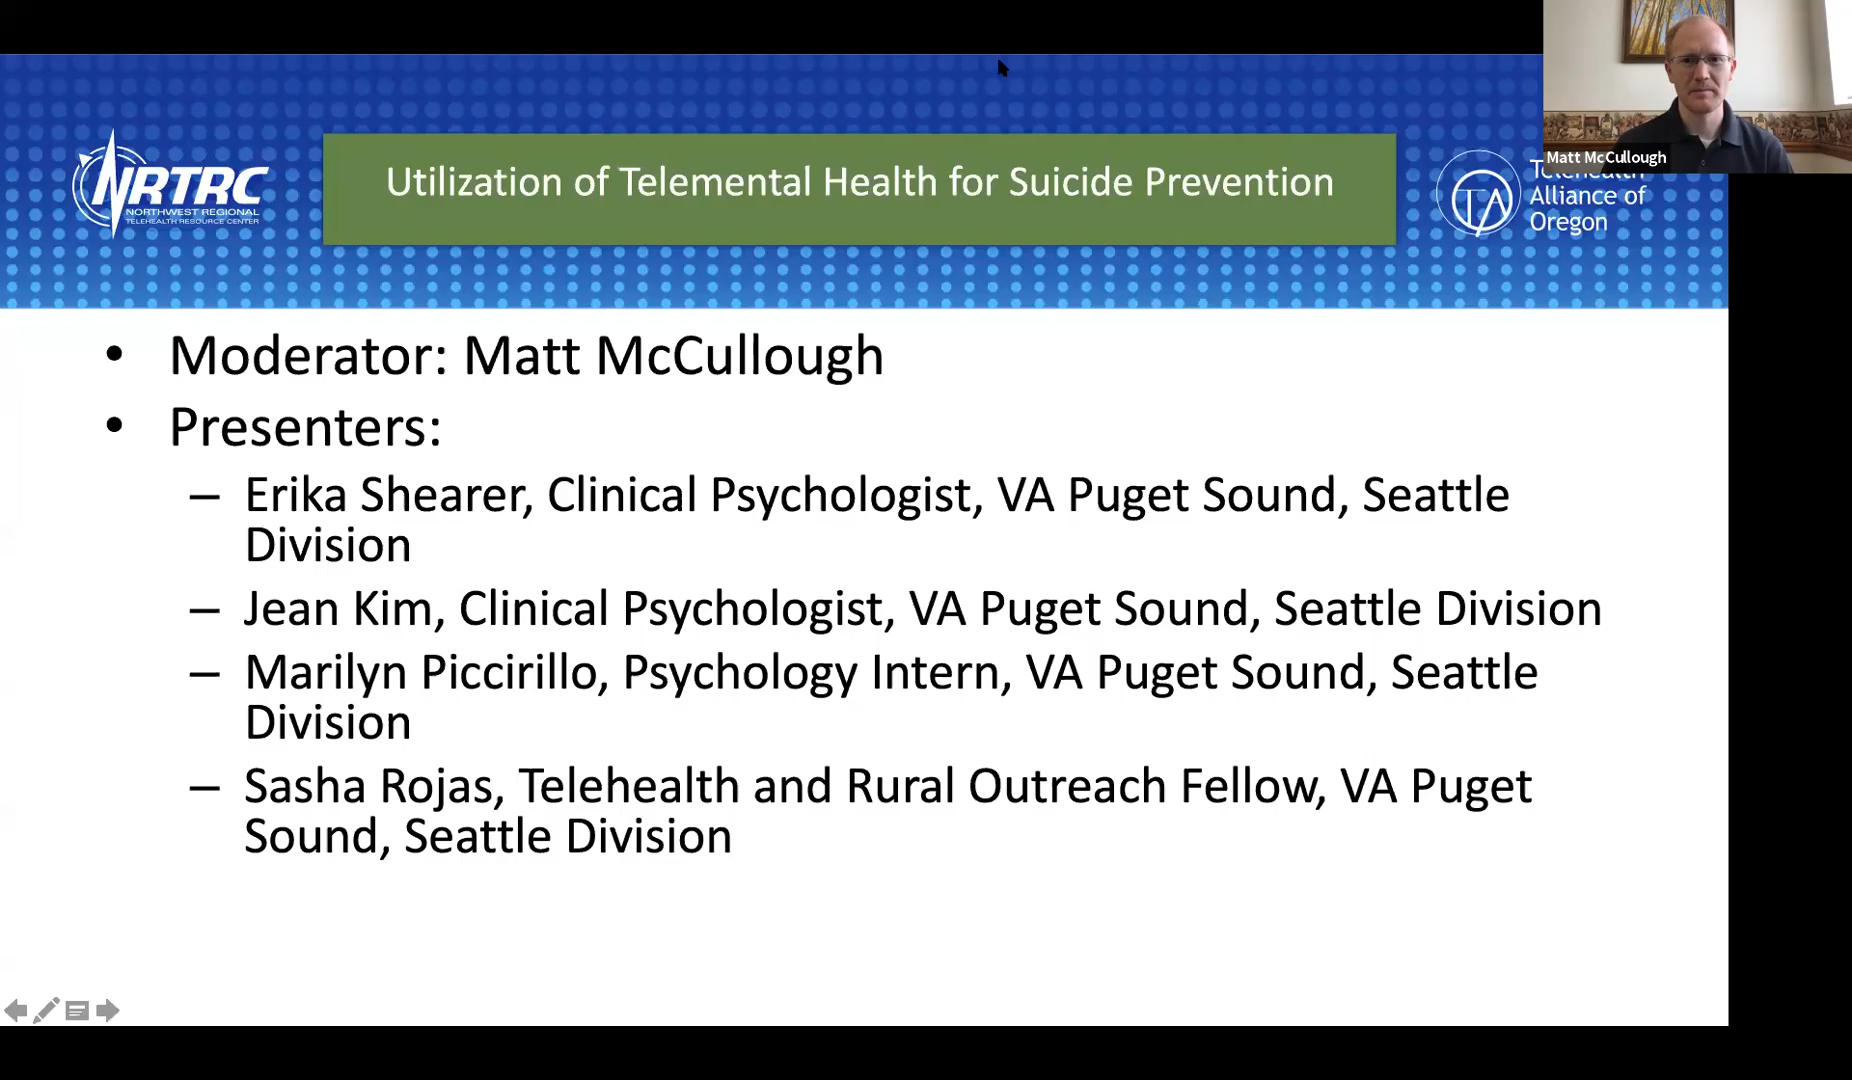 Matt McCullough
NRTRC
NORTHWEST REGIONAL
TELEHEALTH RESOURCE CENTER
Utilization of Telemental Health for Suicide Prevention
TA
Telehealth
Alliance of
Oregon
• Moderator: Matt McCullough
• Presenters:
– Erika Shearer, Clinical Psychologist, VA Puget Sound, Seattle
Division
– Jean Kim, Clinical Psychologist, VA Puget Sound, Seattle Division
– Marilyn Piccirillo, Psychology Intern, VA Puget Sound, Seattle
Division
– Sasha Rojas, Telehealth and Rural Outreach Fellow, VA Puget
Sound, Seattle Division